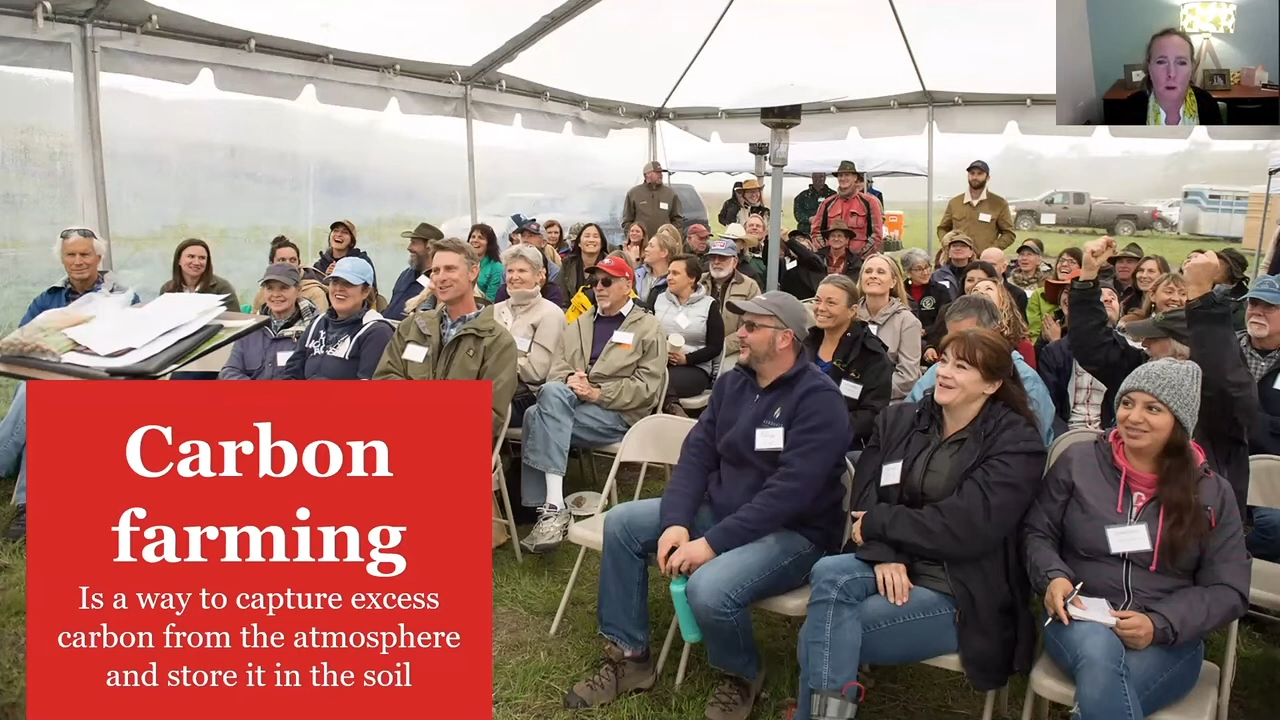 Carbon
farming
Is a way to capture excess
carbon from the atmosphere
and store it in the soil